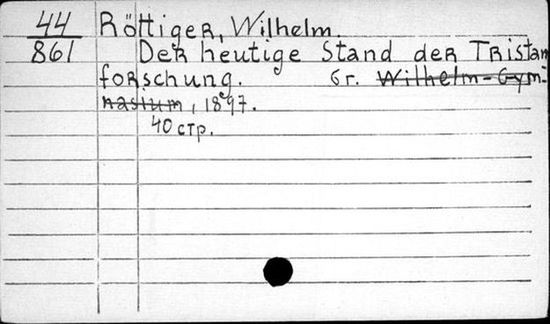 44 Röttiger, Wilhelm.
861 Der heutige Stand der Tristan
forschung. Gr. Wilhelm-Gym-
nasium, 1897.
40 стр.